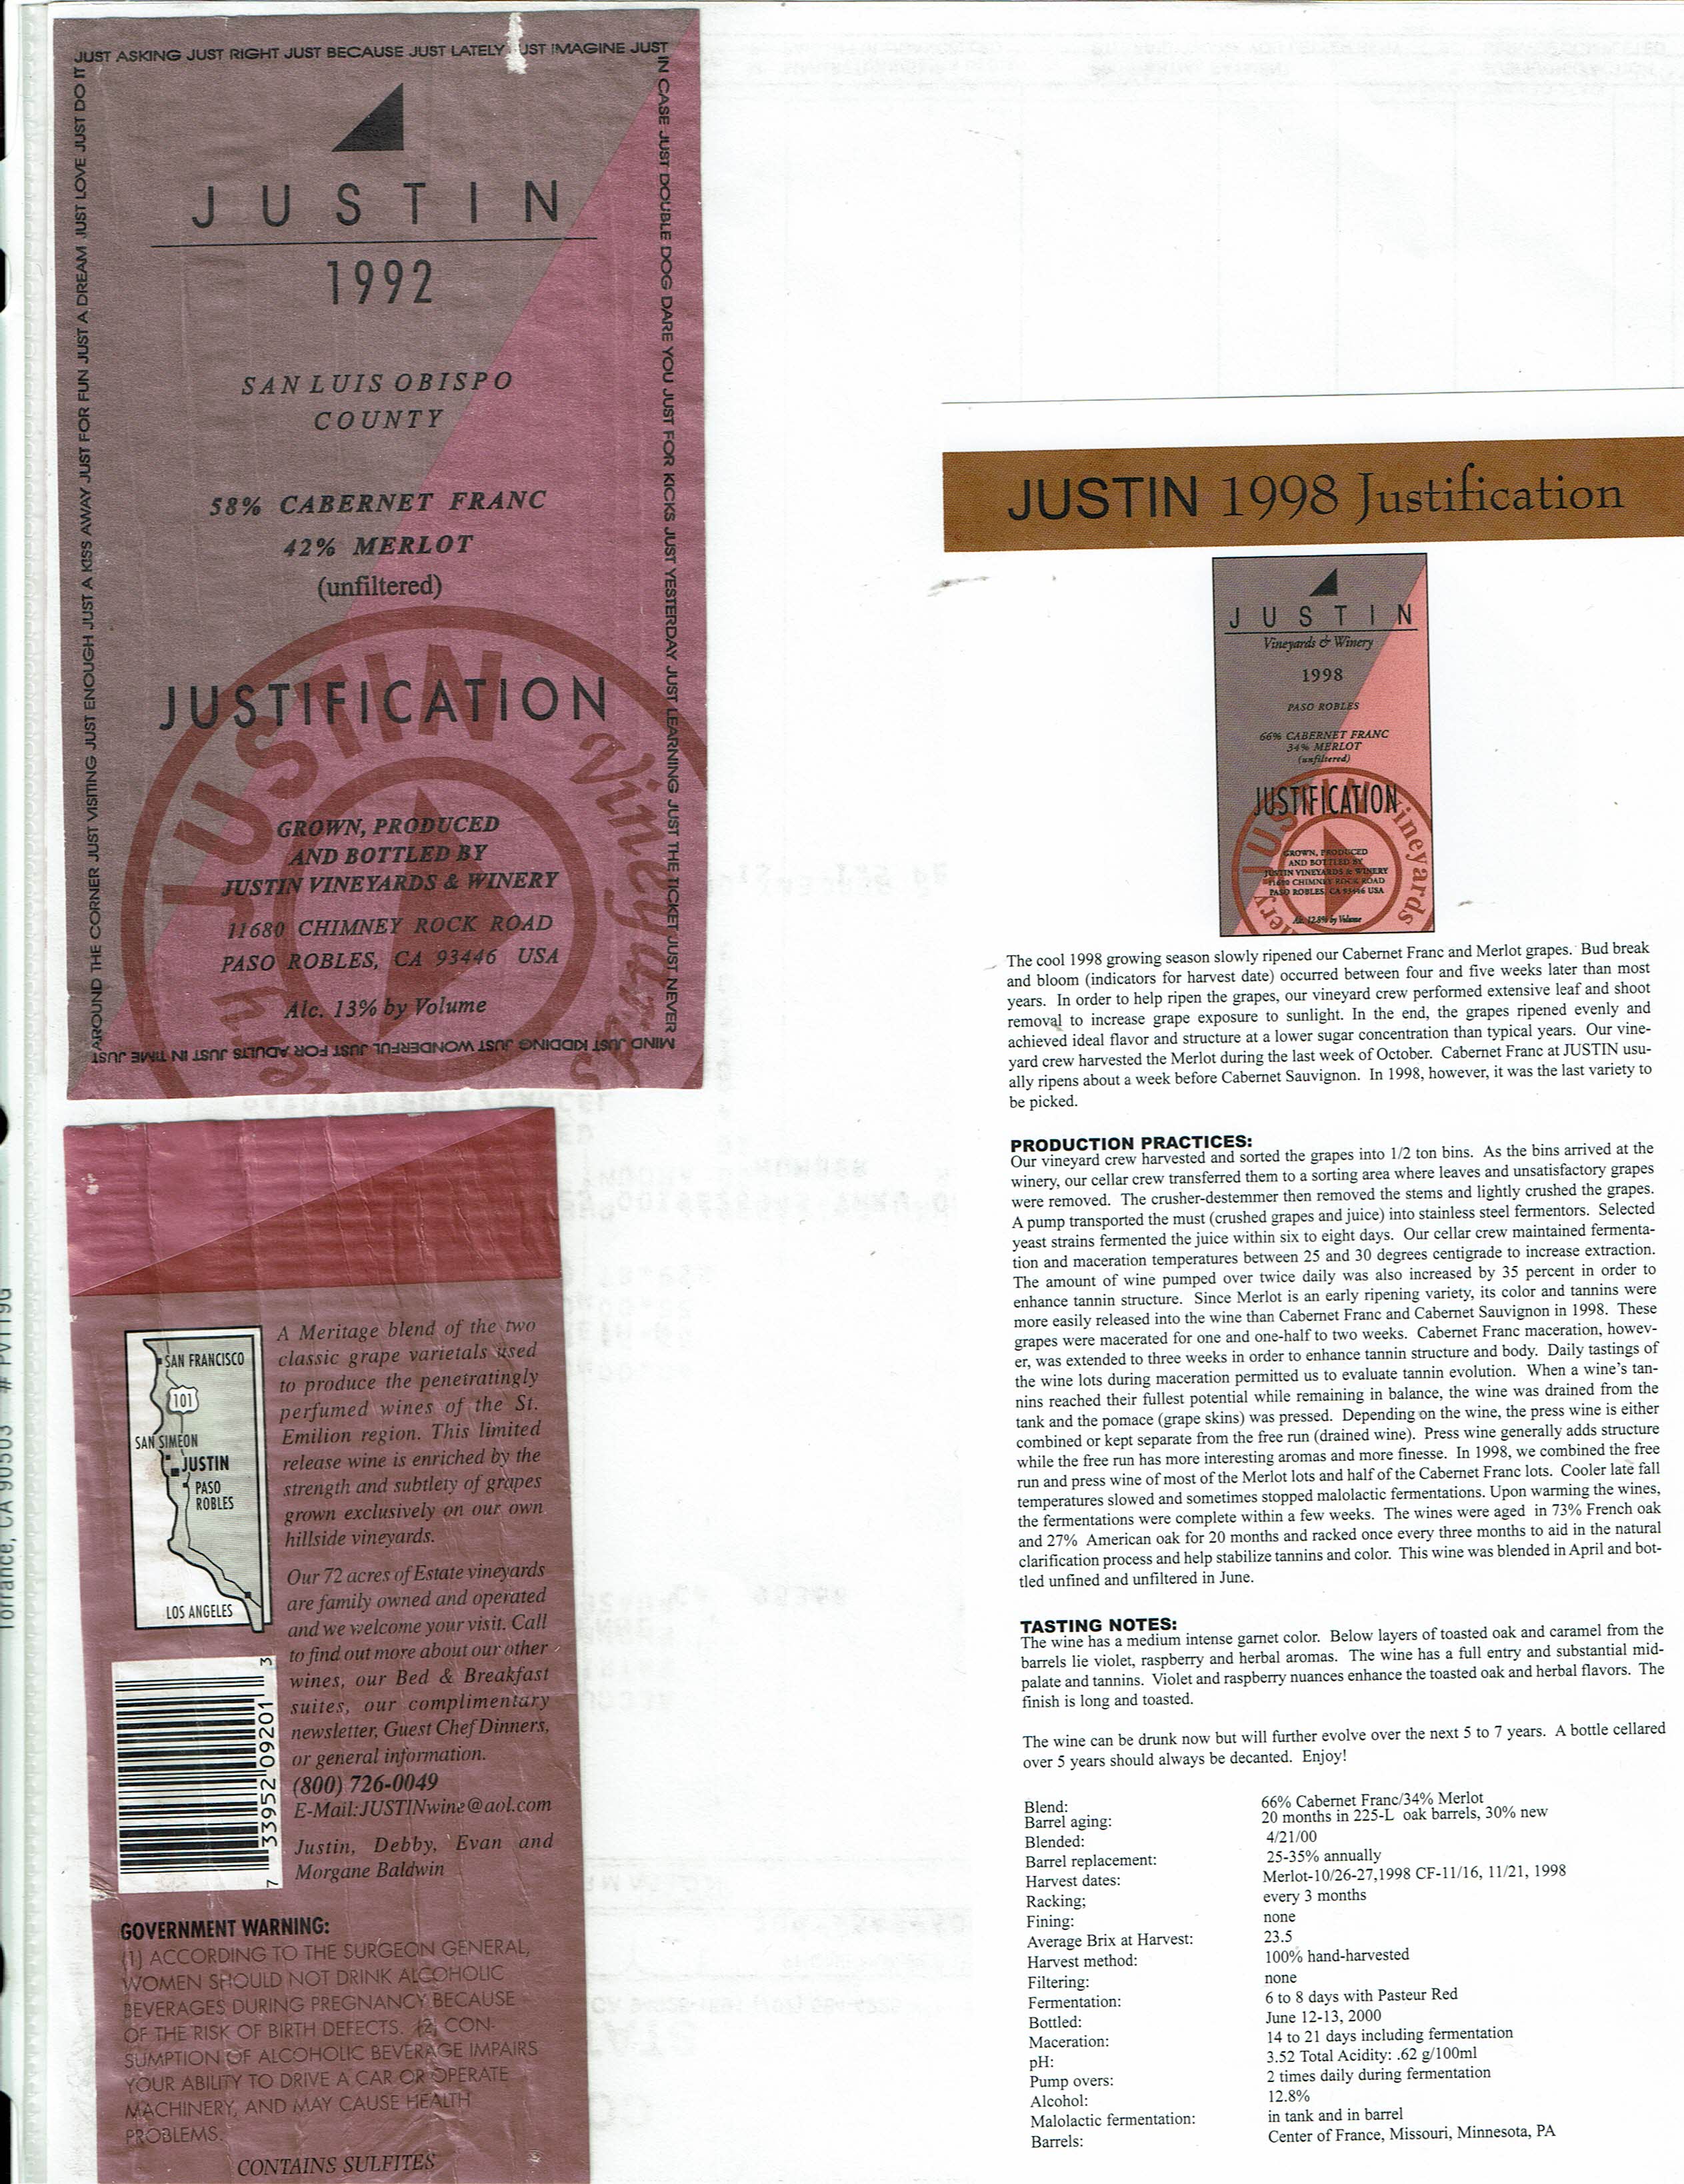 JUST ASKING JUST RIGHT JUST BECAUSE JUST LATELY UST IMAGINE JUST
IN CASE JUST DOUBLE DOG DARE YOU JUST FOR KICKS JUST YESTERDAY JUST LEARNING JUST THE TICKET JUST NEVER
MIND JUST KIDDING JUST WONDERFUL JUST FOR ADULTS JUST IN TIME JUST
AROUND THE CORNER JUST VISITING JUST ENOUGH JUST A KISS AWAY JUST FOR FUN JUST A DREAM JUST LOVE JUST DO IT
JUSTIN
1992
SAN LUIS OBISPO
COUNTY
58% CABERNET FRANC
42% MERLOT
(unfiltered)
JUSTIN Vineyards
JUSTIFICATION
GROWN, PRODUCED
AND BOTTLED BY
JUSTIN VINEYARDS & WINERY
11680 CHIMNEY ROCK ROAD
PASO ROBLES, CA 93446 USA
Alc. 13% by Volume
SAN FRANCISCO
101
SAN SIMEON
JUSTIN
PASO
ROBLES
LOS ANGELES
A Meritage blend of the two
classic grape varietals used
to produce the penetratingly
perfumed wines of the St.
Emilion region. This limited
release wine is enriched by the
strength and subtlety of grapes
grown exclusively on our own
hillside vineyards.
Our 72 acres of Estate vineyards
are family owned and operated
and we welcome your visit. Call
to find out more about our other
wines, our Bed & Breakfast
suites, our complimentary
newsletter, Guest Chef Dinners,
or general information.
(800) 726-0049
E-Mail:JUSTINwine@aol.com
Justin, Debby, Evan and
Morgane Baldwin
7 33952 09201 3
GOVERNMENT WARNING:
(1) ACCORDING TO THE SURGEON GENERAL,
WOMEN SHOULD NOT DRINK ALCOHOLIC
BEVERAGES DURING PREGNANCY BECAUSE
OF THE RISK OF BIRTH DEFECTS. (2) CON-
SUMPTION OF ALCOHOLIC BEVERAGE IMPAIRS
YOUR ABILITY TO DRIVE A CAR OR OPERATE
MACHINERY, AND MAY CAUSE HEALTH
PROBLEMS.
CONTAINS SULFITES
Torrance, CA 90503 # PV119G
JUSTIN 1998 Justification
JUSTIN
Vineyards & Winery
1998
PASO ROBLES
66% CABERNET FRANC
34% MERLOT
(unfiltered)
JUSTIFICATION
GROWN, PRODUCED
AND BOTTLED BY
JUSTIN VINEYARDS & WINERY
11680 CHIMNEY ROCK ROAD
PASO ROBLES, CA 93446 USA
Alc. 12.8% by Volume
The cool 1998 growing season slowly ripened our Cabernet Franc and Merlot grapes. Bud break
and bloom (indicators for harvest date) occurred between four and five weeks later than most
years. In order to help ripen the grapes, our vineyard crew performed extensive leaf and shoot
removal to increase grape exposure to sunlight. In the end, the grapes ripened evenly and
achieved ideal flavor and structure at a lower sugar concentration than typical years. Our vine-
yard crew harvested the Merlot during the last week of October. Cabernet Franc at JUSTIN usu-
ally ripens about a week before Cabernet Sauvignon. In 1998, however, it was the last variety to
be picked.
PRODUCTION PRACTICES:
Our vineyard crew harvested and sorted the grapes into 1/2 ton bins. As the bins arrived at the
winery, our cellar crew transferred them to a sorting area where leaves and unsatisfactory grapes
were removed. The crusher-destemmer then removed the stems and lightly crushed the grapes.
A pump transported the must (crushed grapes and juice) into stainless steel fermentors. Selected
yeast strains fermented the juice within six to eight days. Our cellar crew maintained fermenta-
tion and maceration temperatures between 25 and 30 degrees centigrade to increase extraction.
The amount of wine pumped over twice daily was also increased by 35 percent in order to
enhance tannin structure. Since Merlot is an early ripening variety, its color and tannins were
more easily released into the wine than Cabernet Franc and Cabernet Sauvignon in 1998. These
grapes were macerated for one and one-half to two weeks. Cabernet Franc maceration, howev-
er, was extended to three weeks in order to enhance tannin structure and body. Daily tastings of
the wine lots during maceration permitted us to evaluate tannin evolution. When a wine's tan-
nins reached their fullest potential while remaining in balance, the wine was drained from the
tank and the pomace (grape skins) was pressed. Depending on the wine, the press wine is either
combined or kept separate from the free run (drained wine). Press wine generally adds structure
while the free run has more interesting aromas and more finesse. In 1998, we combined the free
run and press wine of most of the Merlot lots and half of the Cabernet Franc lots. Cooler late fall
temperatures slowed and sometimes stopped malolactic fermentations. Upon warming the wines,
the fermentations were complete within a few weeks. The wines were aged in 73% French oak
and 27% American oak for 20 months and racked once every three months to aid in the natural
clarification process and help stabilize tannins and color. This wine was blended in April and bot-
tled unfined and unfiltered in June.
TASTING NOTES:
The wine has a medium intense garnet color. Below layers of toasted oak and caramel from the
barrels lie violet, raspberry and herbal aromas. The wine has a full entry and substantial mid-
palate and tannins. Violet and raspberry nuances enhance the toasted oak and herbal flavors. The
finish is long and toasted.
The wine can be drunk now but will further evolve over the next 5 to 7 years. A bottle cellared
over 5 years should always be decanted. Enjoy!
Blend: 66% Cabernet Franc/34% Merlot
Barrel aging: 20 months in 225-L oak barrels, 30% new
Blended: 4/21/00
Barrel replacement: 25-35% annually
Harvest dates: Merlot-10/26-27,1998 CF-11/16, 11/21, 1998
Racking; every 3 months
Fining: none
Average Brix at Harvest: 23.5
Harvest method: 100% hand-harvested
Filtering: none
Fermentation: 6 to 8 days with Pasteur Red
Bottled: June 12-13, 2000
Maceration: 14 to 21 days including fermentation
pH: 3.52 Total Acidity: .62 g/100ml
Pump overs: 2 times daily during fermentation
Alcohol: 12.8%
Malolactic fermentation: in tank and in barrel
Barrels: Center of France, Missouri, Minnesota, PA